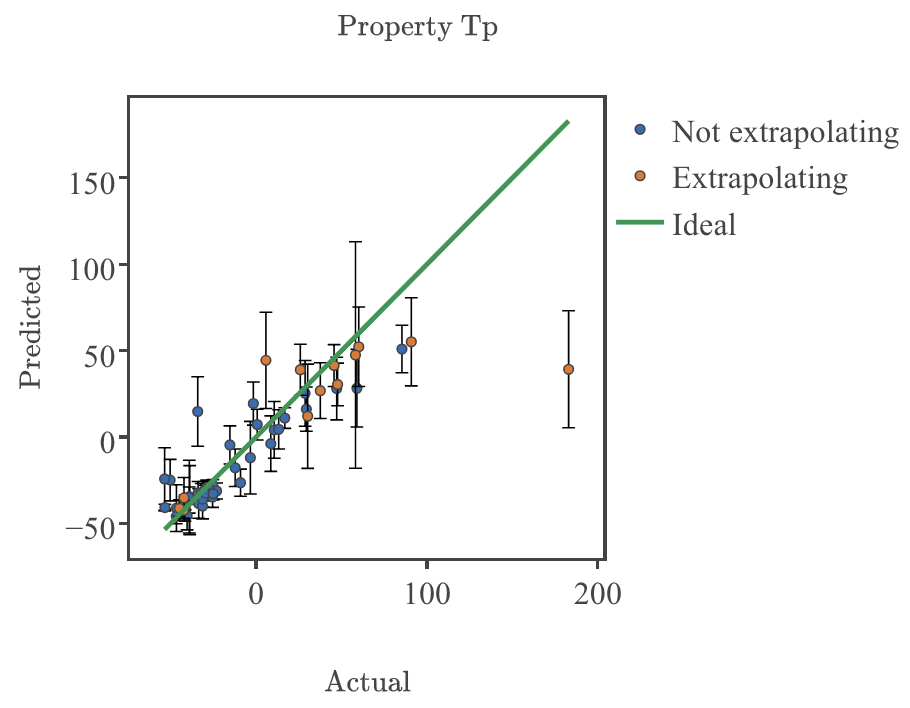 Property Tp
Not extrapolating
Extrapolating
Ideal
150
100
50
0
−50
Predicted
0
100
200
Actual